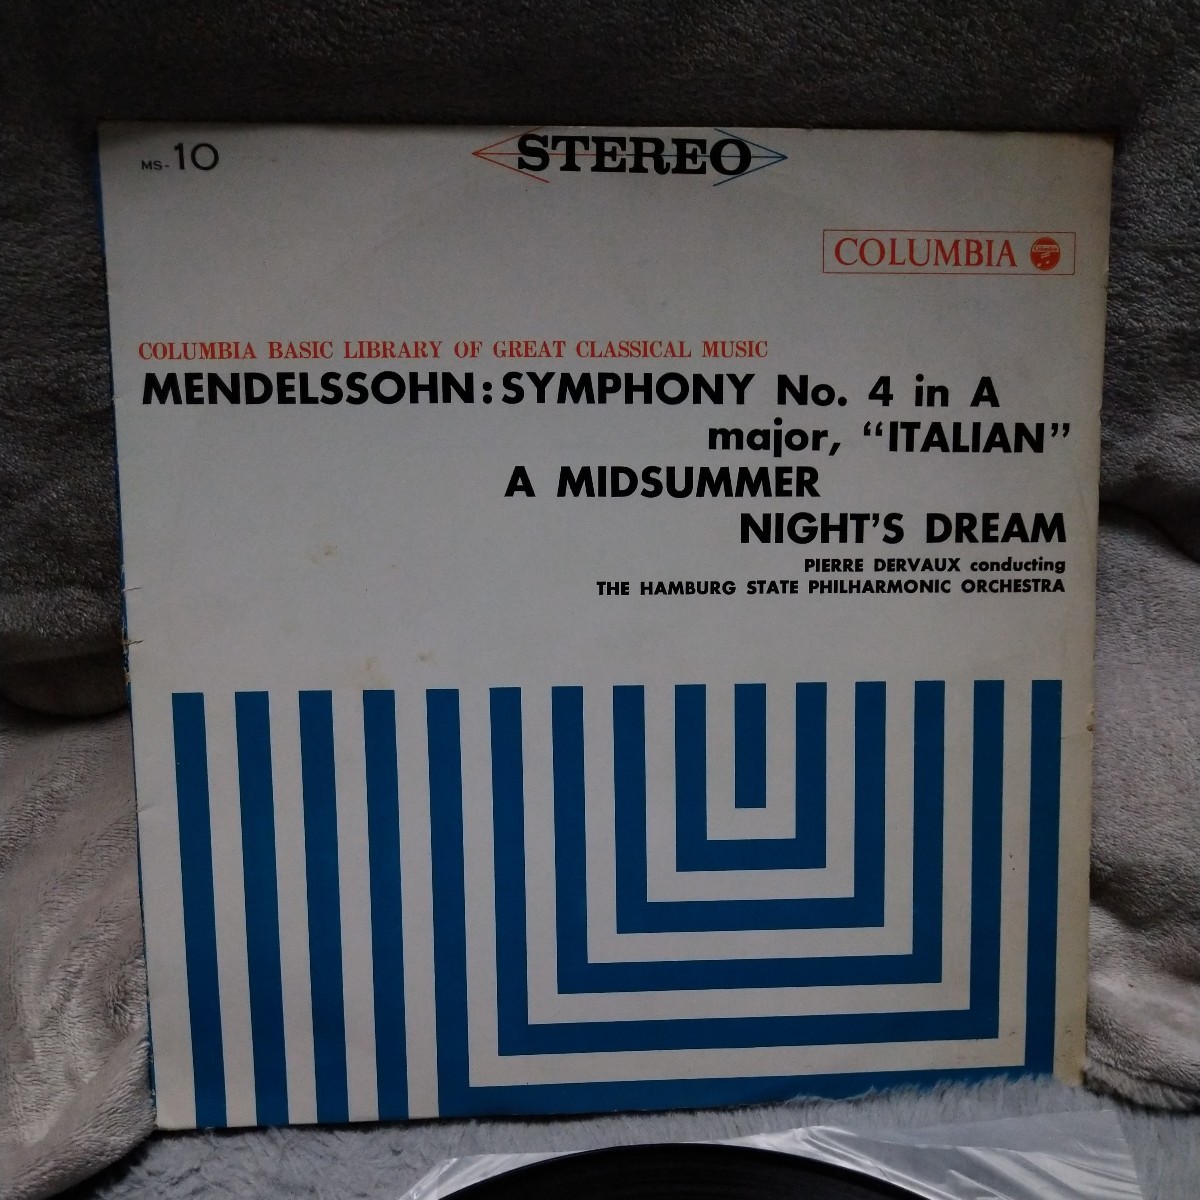 MS-10
STEREO
COLUMBIA
COLUMBIA BASIC LIBRARY OF GREAT CLASSICAL MUSIC
MENDELSSOHN: SYMPHONY No. 4 in A
major, “ITALIAN”
A MIDSUMMER
NIGHT’S DREAM
PIERRE DERVAUX conducting
THE HAMBURG STATE PHILHARMONIC ORCHESTRA